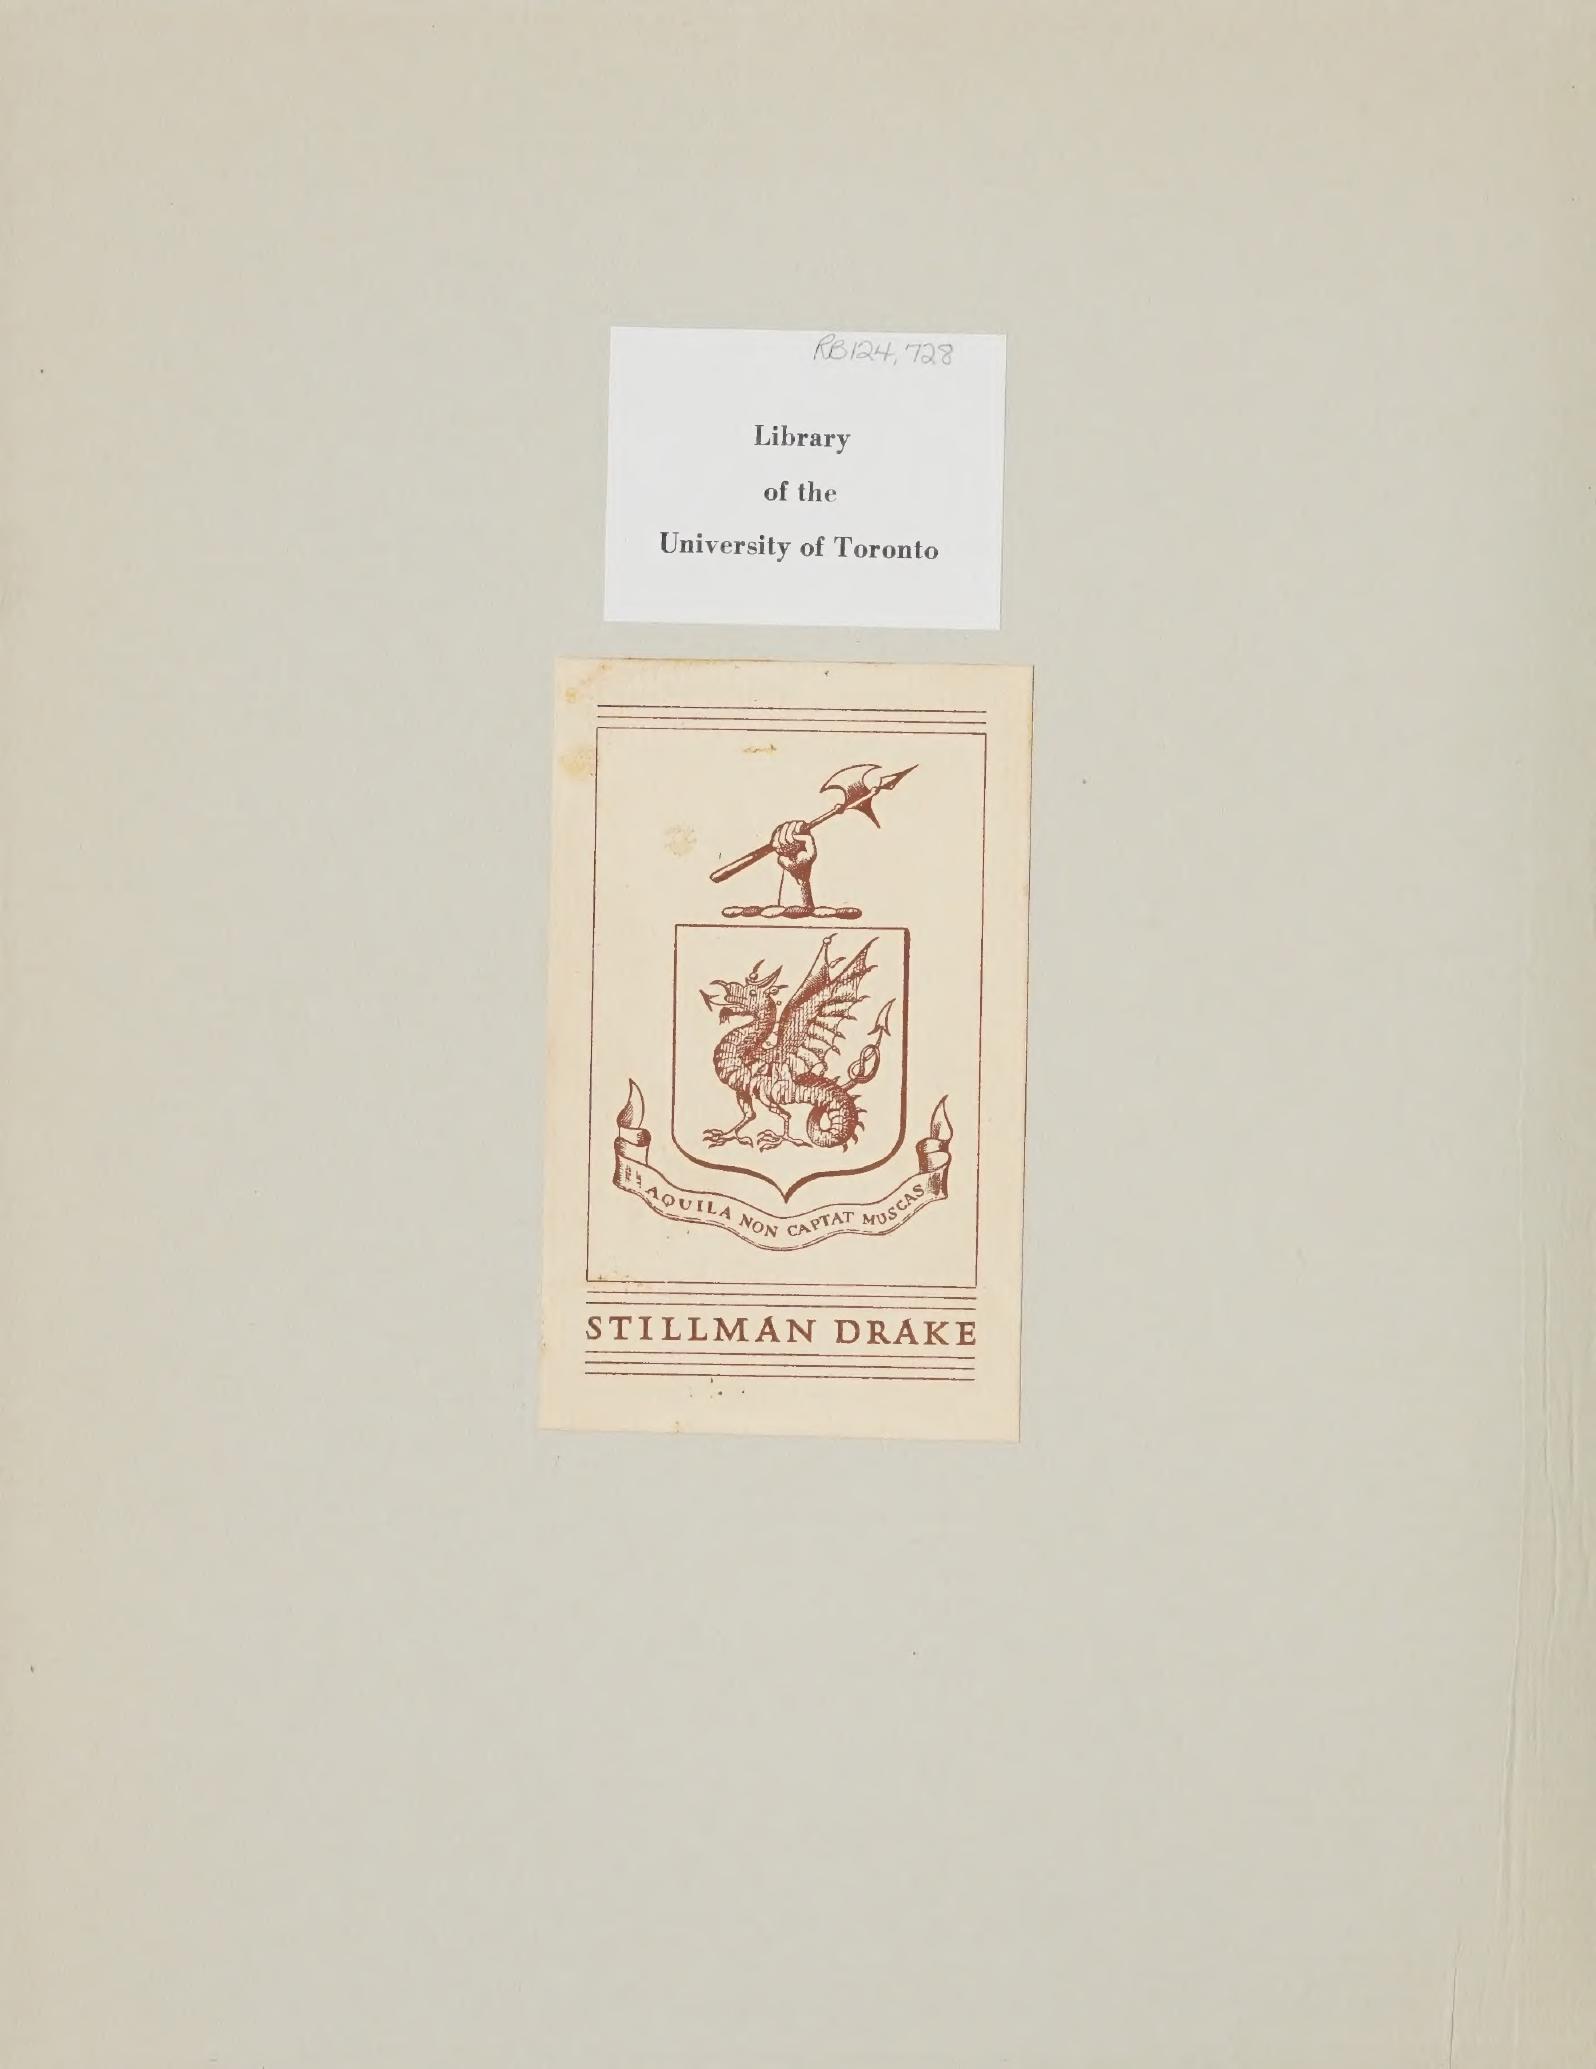 RB124,728
Library
of the
University of Toronto
AQUILA NON CAPTAT MUSCAS
STILLMAN DRAKE